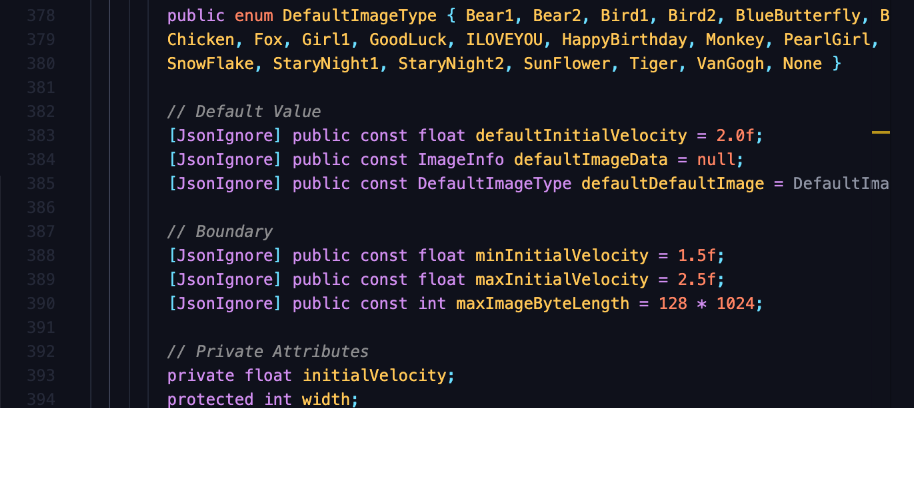 378 public enum DefaultImageType { Bear1, Bear2, Bird1, Bird2, BlueButterfly, B
379 Chicken, Fox, Girl1, GoodLuck, ILOVEYOU, HappyBirthday, Monkey, PearlGirl,
380 SnowFlake, StaryNight1, StaryNight2, SunFlower, Tiger, VanGogh, None }
381
382 // Default Value
383 [JsonIgnore] public const float defaultInitialVelocity = 2.0f;
384 [JsonIgnore] public const ImageInfo defaultImageData = null;
385 [JsonIgnore] public const DefaultImageType defaultDefaultImage = DefaultIma
386
387 // Boundary
388 [JsonIgnore] public const float minInitialVelocity = 1.5f;
389 [JsonIgnore] public const float maxInitialVelocity = 2.5f;
390 [JsonIgnore] public const int maxImageByteLength = 128 * 1024;
391
392 // Private Attributes
393 private float initialVelocity;
394 protected int width;